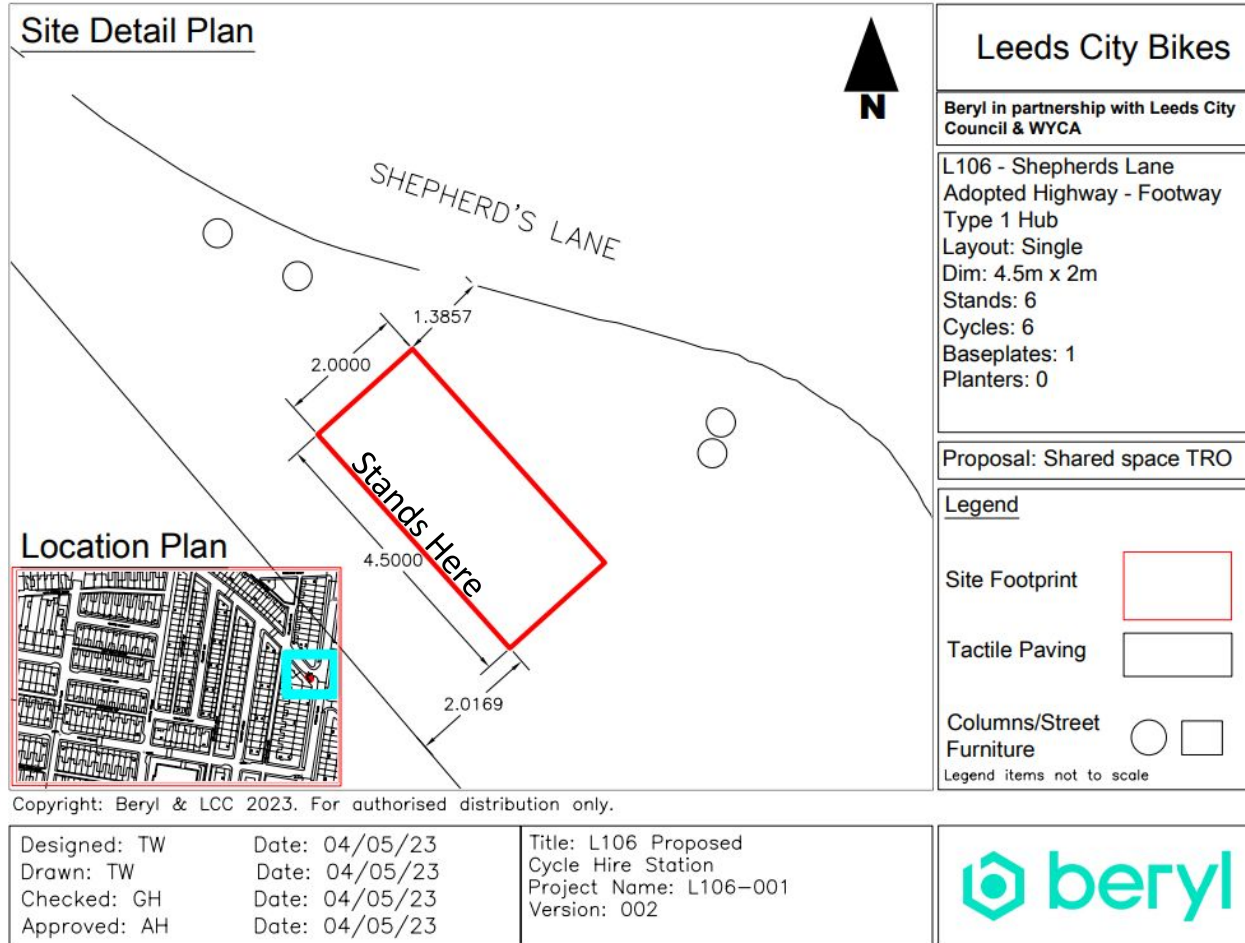 Site Detail Plan
N
SHEPHERD'S LANE
1.3857
2.0000
Stands Here
4.5000
2.0169
Location Plan
Leeds City Bikes
Beryl in partnership with Leeds City
Council & WYCA
L106 - Shepherds Lane
Adopted Highway - Footway
Type 1 Hub
Layout: Single
Dim: 4.5m x 2m
Stands: 6
Cycles: 6
Baseplates: 1
Planters: 0
Proposal: Shared space TRO
Legend
Site Footprint
Tactile Paving
Columns/Street
Furniture
Legend items not to scale
Copyright: Beryl & LCC 2023. For authorised distribution only.
Designed: TW Date: 04/05/23
Drawn: TW Date: 04/05/23
Checked: GH Date: 04/05/23
Approved: AH Date: 04/05/23
Title: L106 Proposed
Cycle Hire Station
Project Name: L106-001
Version: 002
beryl